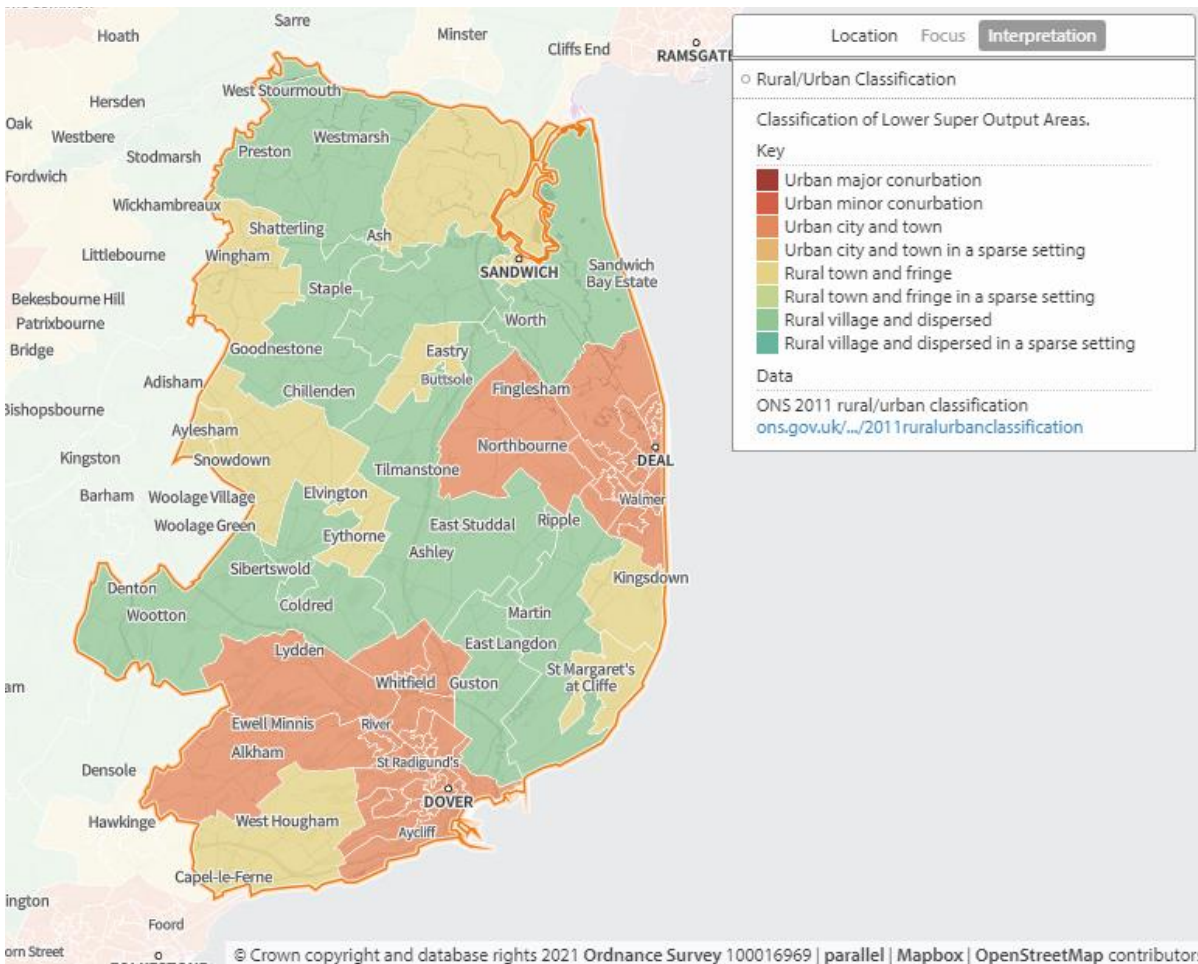 Sarre
Hoath
Minster
Cliffs End
RAMSGATE
West Stourmouth
Hersden
Oak
Westbere
Westmarsh
Preston
Stodmarsh
Fordwich
Wickhambreaux
Shatterling
Ash
Littlebourne
Wingham
SANDWICH
Sandwich
Bay Estate
Staple
Bekesbourne Hill
Patrixbourne
Worth
Bridge
Goodnestone
Eastry
Adisham
Chillenden
Buttsole
Finglesham
Bishopsbourne
Aylesham
Northbourne
Kingston
Snowdown
DEAL
Tilmanstone
Barham
Woolage Village
Elvington
Walmer
Woolage Green
Eythorne
East Studdal
Ripple
Ashley
Sibertswold
Kingsdown
Denton
Coldred
Wootton
Martin
East Langdon
Lydden
St Margaret's
at Cliffe
am
Whitfield
Guston
Ewell Minnis
River
Alkham
St Radigund's
Densole
DOVER
Hawkinge
West Hougham
Aycliff
Capel-le-Ferne
ington
Foord
orn Street
Location Focus Interpretation
Rural/Urban Classification
Classification of Lower Super Output Areas.
Key
Urban major conurbation
Urban minor conurbation
Urban city and town
Urban city and town in a sparse setting
Rural town and fringe
Rural town and fringe in a sparse setting
Rural village and dispersed
Rural village and dispersed in a sparse setting
Data
ONS 2011 rural/urban classification
ons.gov.uk/.../2011ruralurbanclassification
© Crown copyright and database rights 2021 Ordnance Survey 100016969 | parallel | Mapbox | OpenStreetMap contributor